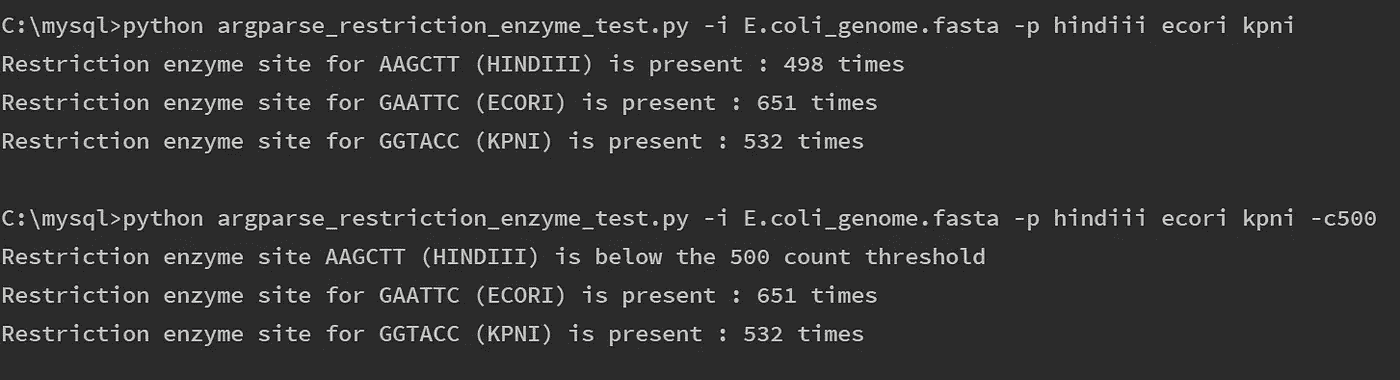 C:\mysql>python argparse_restriction_enzyme_test.py -i E.coli_genome.fasta -p hindiii ecori kpni
Restriction enzyme site for AAGCTT (HINDIII) is present : 498 times
Restriction enzyme site for GAATTC (ECORI) is present : 651 times
Restriction enzyme site for GGTACC (KPNI) is present : 532 times
C:\mysql>python argparse_restriction_enzyme_test.py -i E.coli_genome.fasta -p hindiii ecori kpni -c500
Restriction enzyme site AAGCTT (HINDIII) is below the 500 count threshold
Restriction enzyme site for GAATTC (ECORI) is present : 651 times
Restriction enzyme site for GGTACC (KPNI) is present : 532 times